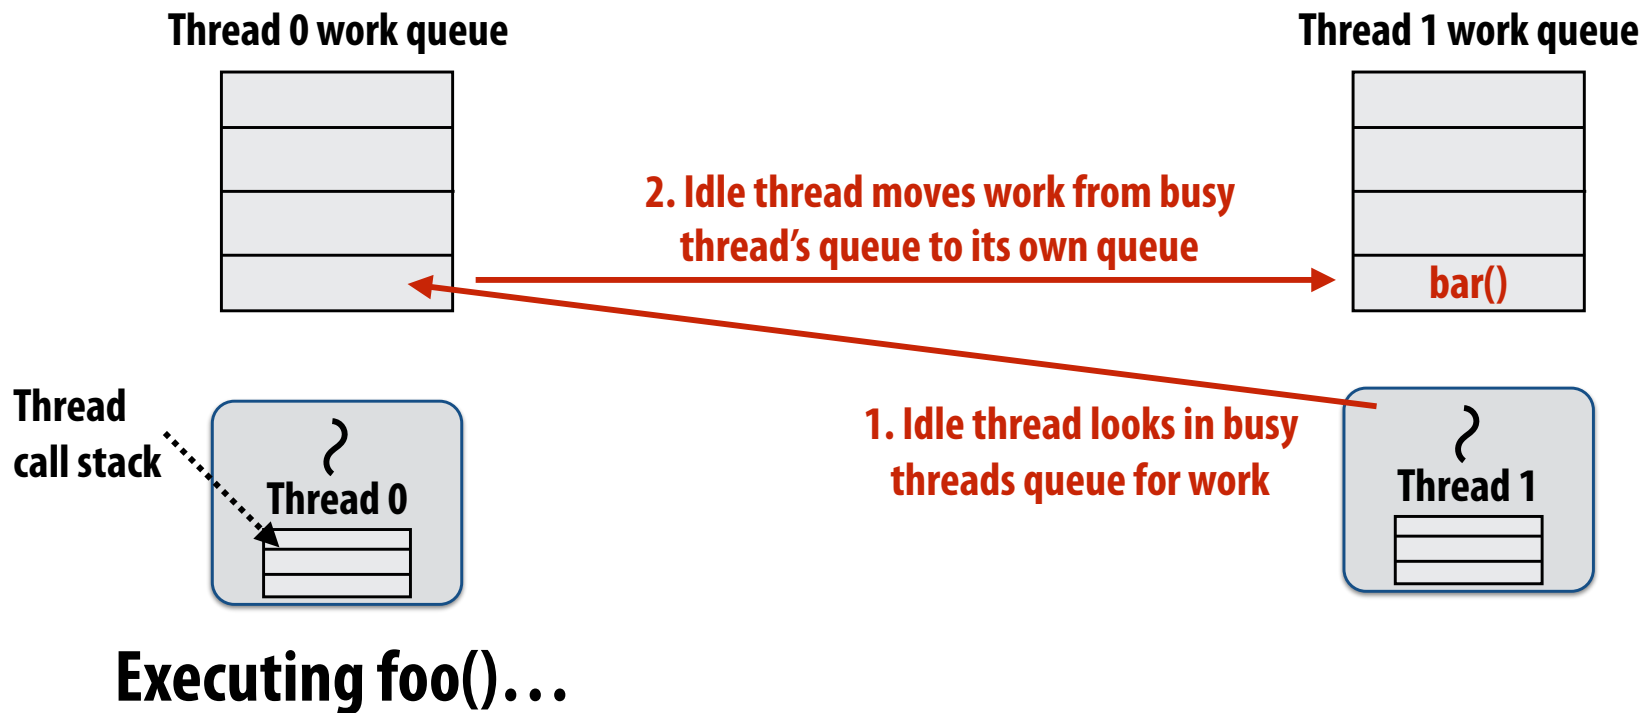 Thread 0 work queue
Thread 1 work queue
2. Idle thread moves work from busy
thread’s queue to its own queue
bar()
Thread
call stack
Thread 0
1. Idle thread looks in busy
threads queue for work
Thread 1
Executing foo()…